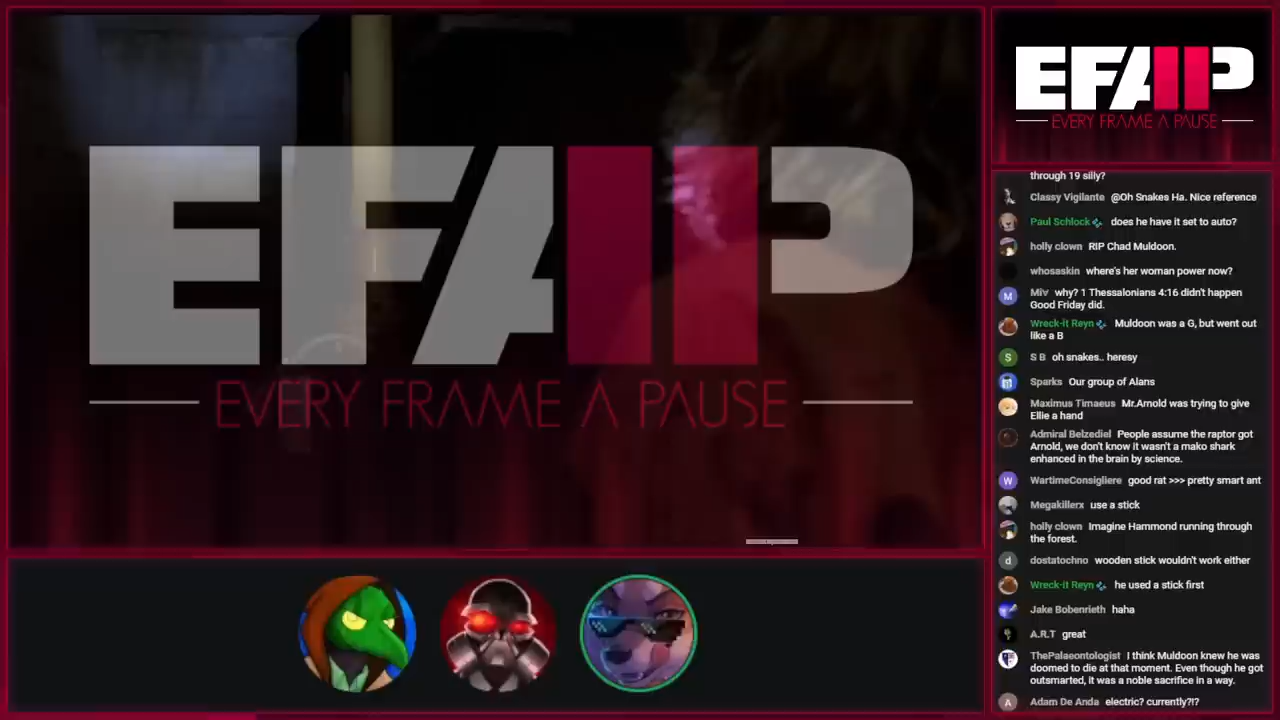 EFAP
EVERY FRAME A PAUSE
EFAP
EVERY FRAME A PAUSE
through 19 silly?
Classy Vigilante @Oh Snakes Ha. Nice reference
Paul Schlock does he have it set to auto?
holly clown RIP Chad Muldoon.
whosaskin where's her woman power now?
Miv why? 1 Thessalonians 4:16 didn't happen
Good Friday did.
Wreck-it Reyn Muldoon was a G, but went out
like a B
S B oh snakes.. heresy
Sparks Our group of Alans
Maximus Timaeus Mr.Arnold was trying to give
Ellie a hand
Admiral Belzediel People assume the raptor got
Arnold, we don't know it wasn't a mako shark
enhanced in the brain by science.
WartimeConsigliere good rat >>> pretty smart ant
Megakillerx use a stick
holly clown Imagine Hammond running through
the forest.
dostatochno wooden stick wouldn't work either
Wreck-it Reyn he used a stick first
Jake Bobenrieth haha
A.R.T great
ThePalaeontologist I think Muldoon knew he was
doomed to die at that moment. Even though he got
outsmarted, it was a noble sacrifice in a way.
Adam De Anda electric? currently?!?